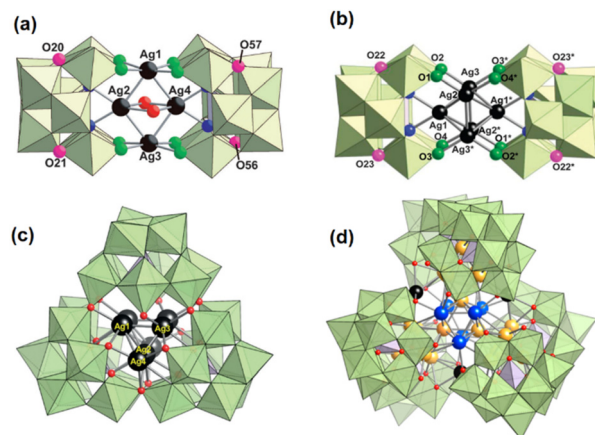 (a)
O20
Ag1
O57
Ag2
Ag4
O21
Ag3
O56
(b)
O22
O2
O3*
O23*
O1
Ag3
O4*
Ag2
Ag1*
Ag1
O4
Ag2*
O1*
O23
O3
Ag3*
O2*
O22*
(c)
Ag1
Ag3
Ag4
(d)